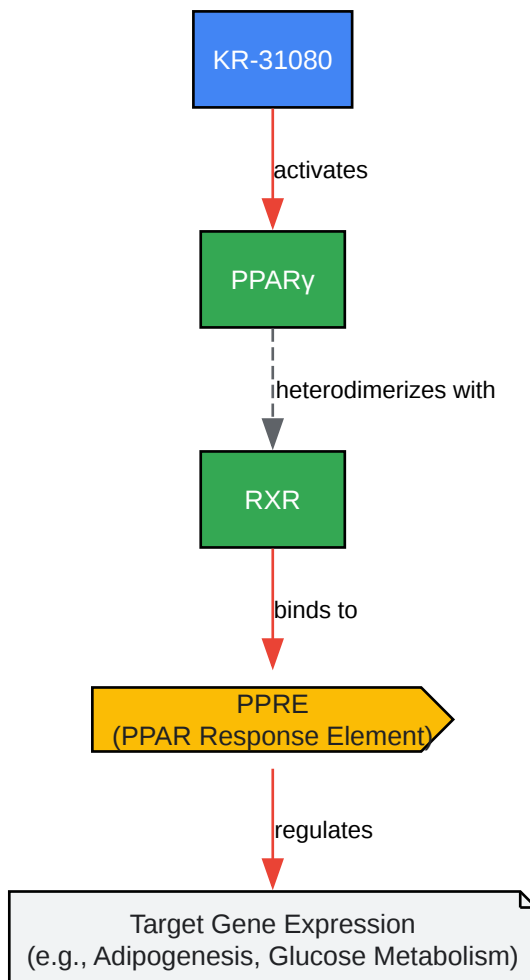 KR-31080
activates
PPARγ
heterodimerizes with
RXR
binds to
PPRE
(PPAR Response Element)
regulates
Target Gene Expression
(e.g., Adipogenesis, Glucose Metabolism)